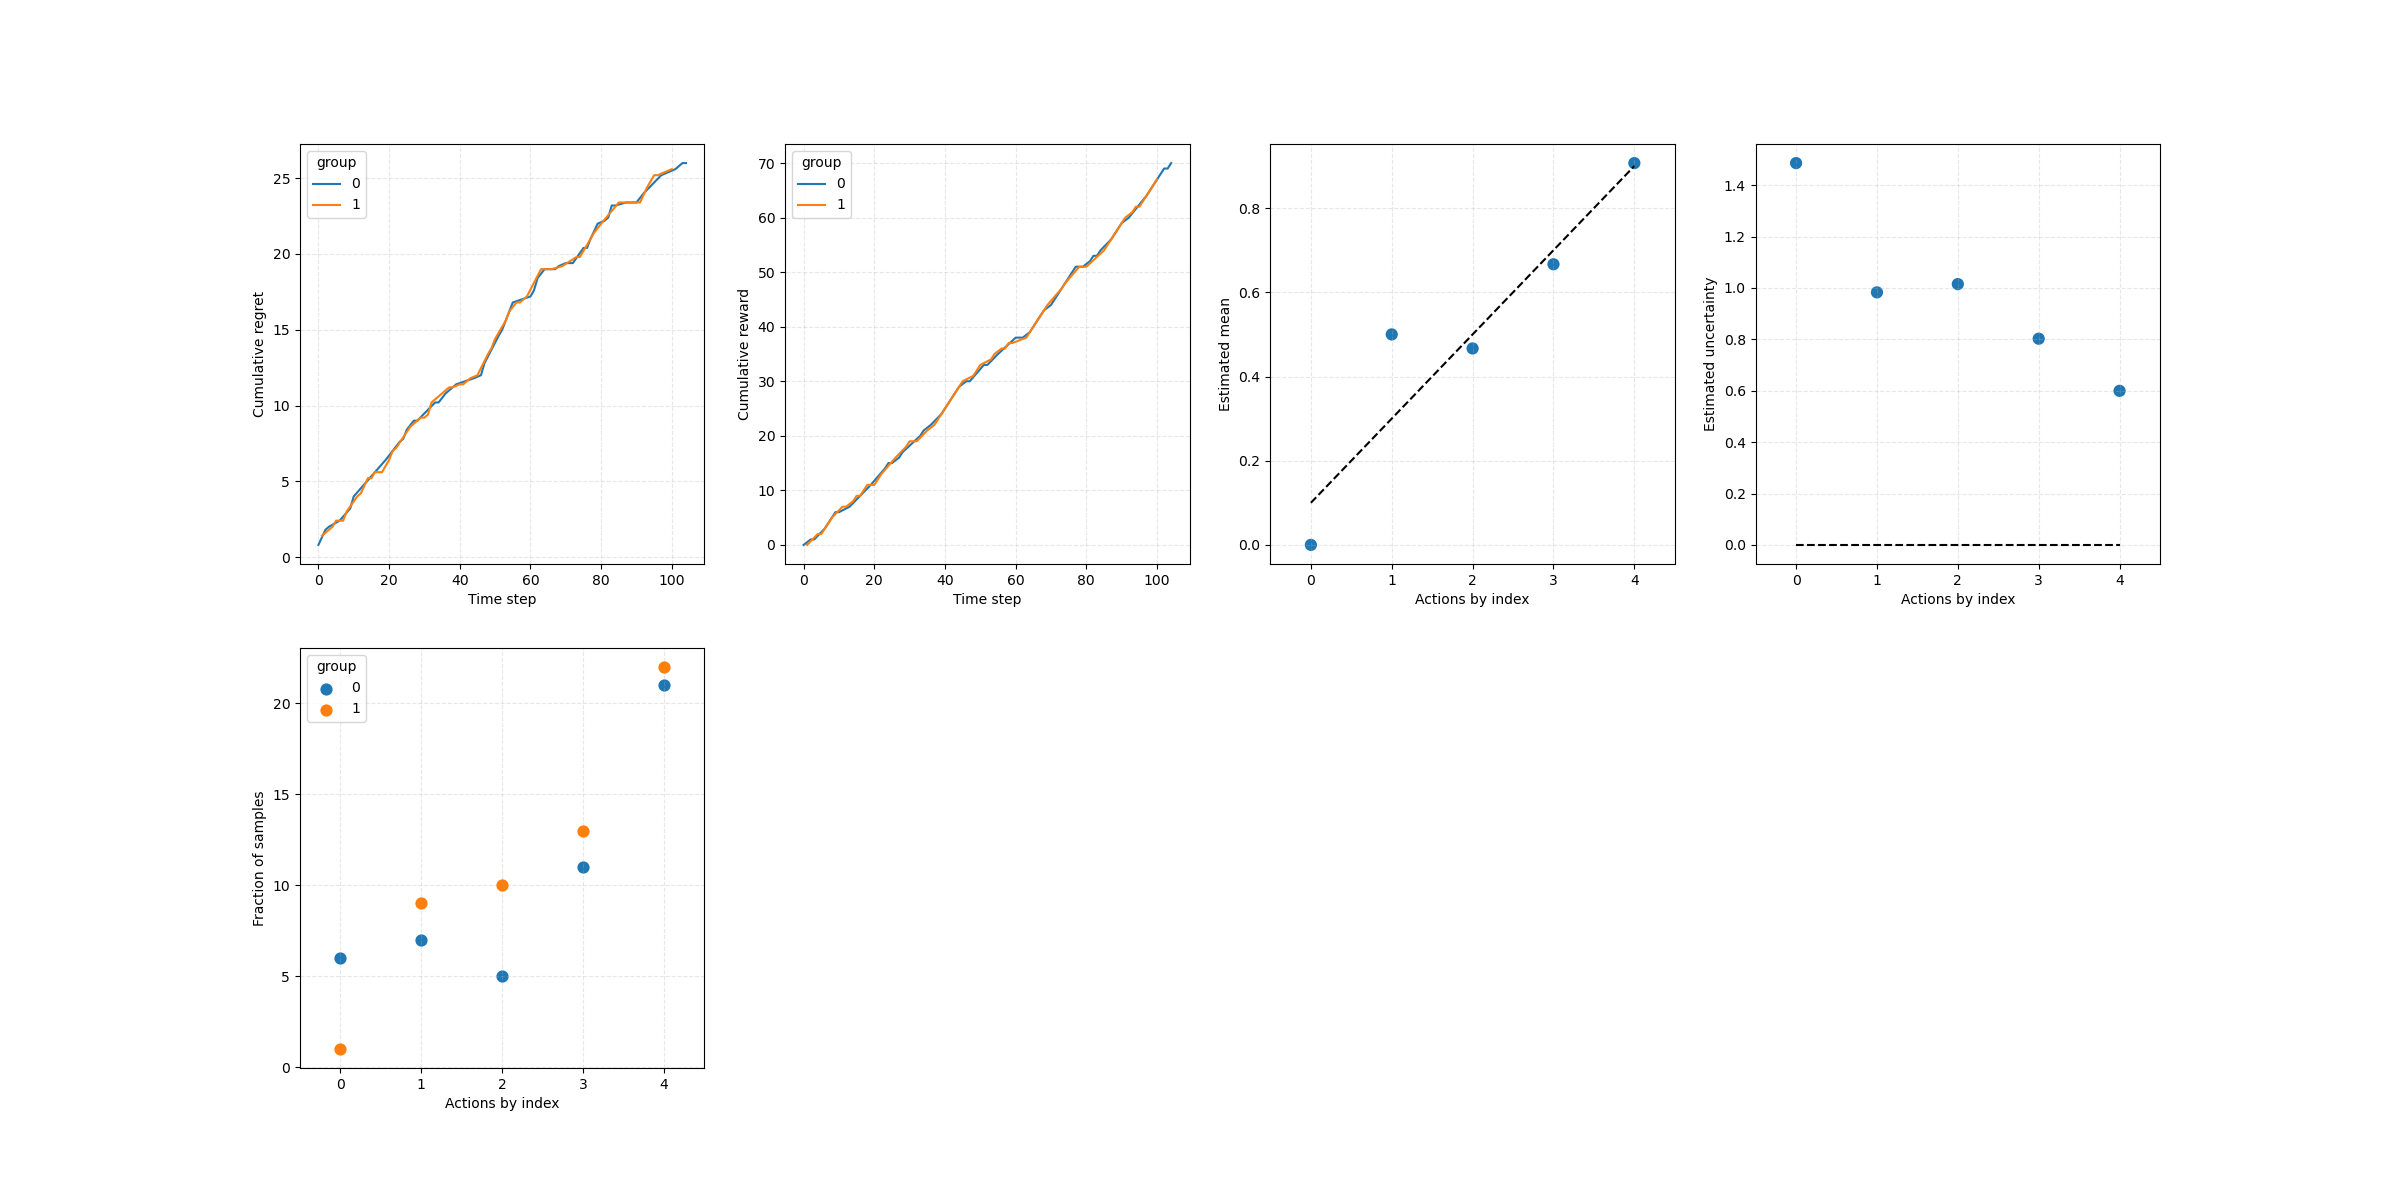 group
0
1
25
20
15
10
5
0
Cumulative regret
0 20 40 60 80 100
Time step
group
0
1
70
60
50
40
30
20
10
0
Cumulative reward
0 20 40 60 80 100
Time step
0.8
0.6
0.4
0.2
0.0
Estimated mean
0 1 2 3 4
Actions by index
1.4
1.2
1.0
0.8
0.6
0.4
0.2
0.0
Estimated uncertainty
0 1 2 3 4
Actions by index
group
0
1
20
15
10
5
0
Fraction of samples
0 1 2 3 4
Actions by index